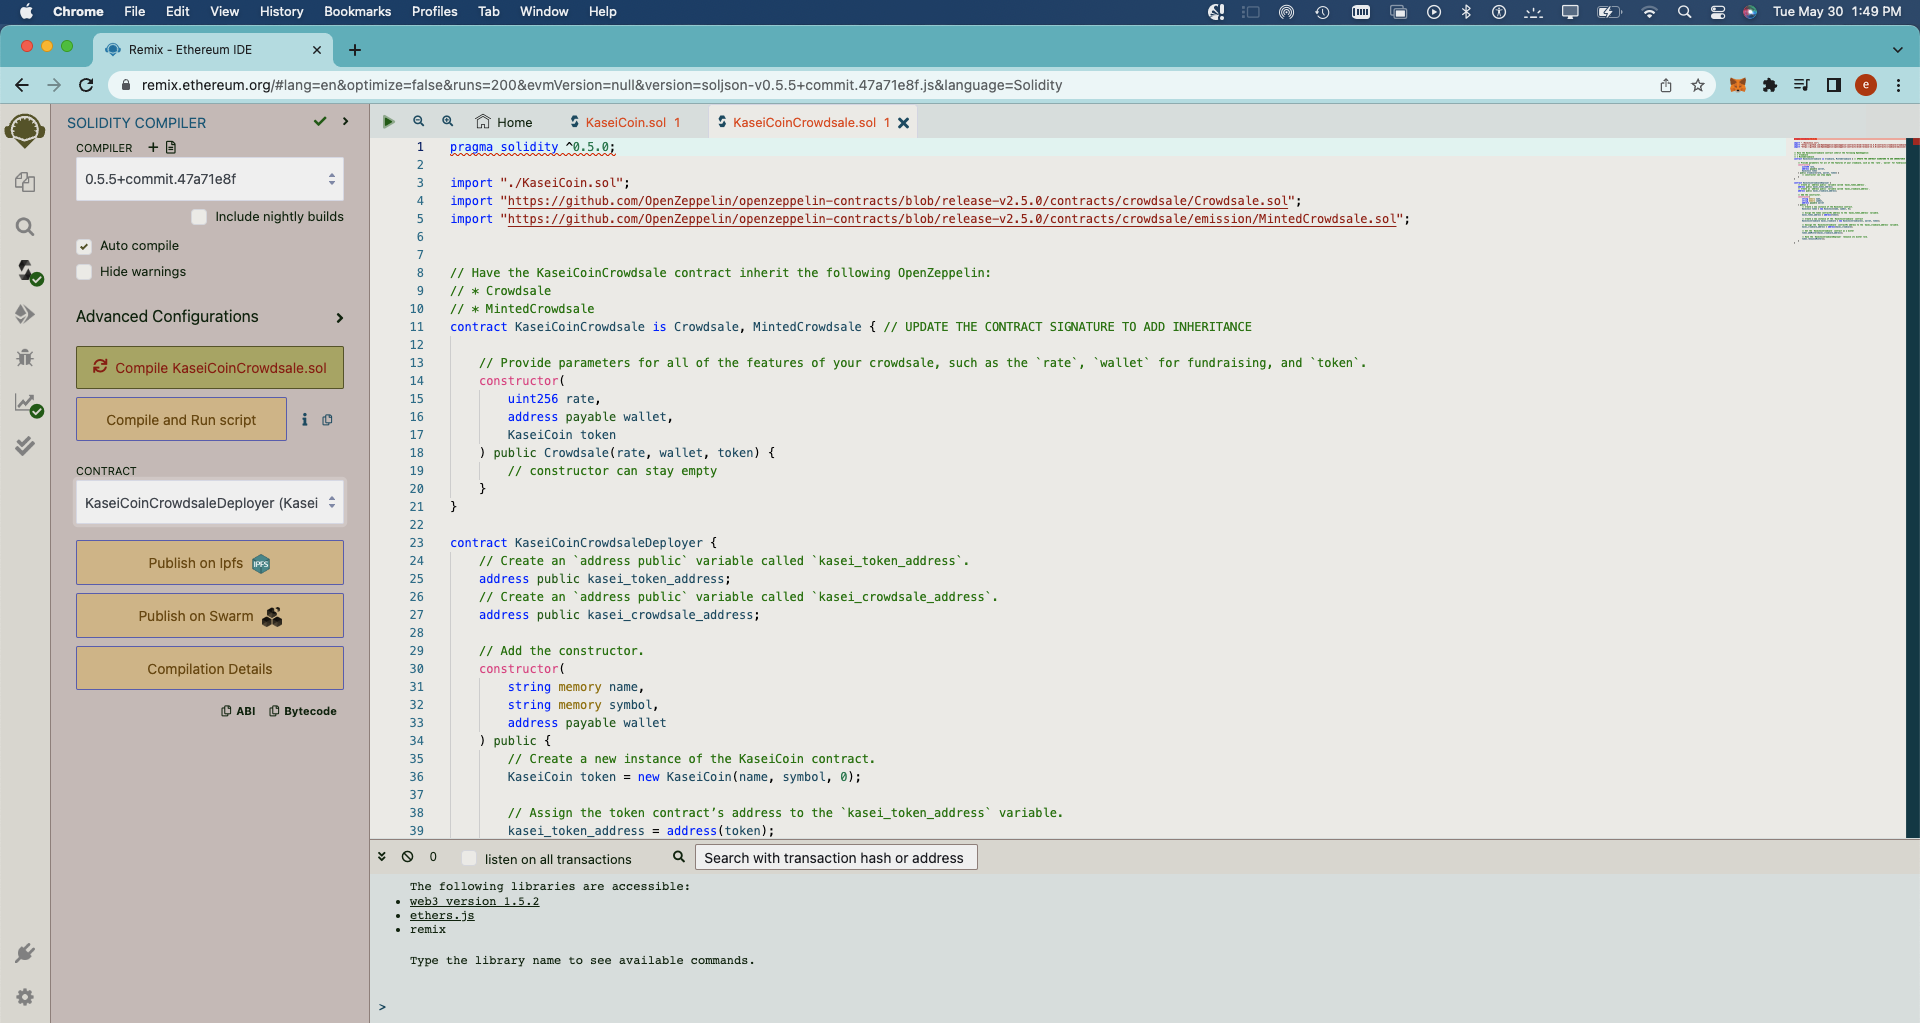 Chrome File Edit View History Bookmarks Profiles Tab Window Help Tue May 30 1:49 PM
Remix - Ethereum IDE
remix.ethereum.org/#lang=en&optimize=false&runs=200&evmVersion=null&version=soljson-v0.5.5+commit.47a71e8f.js&language=Solidity
e
SOLIDITY COMPILER
COMPILER
0.5.5+commit.47a71e8f
Include nightly builds
Auto compile
Hide warnings
Advanced Configurations
Compile KaseiCoinCrowdsale.sol
Compile and Run script
CONTRACT
KaseiCoinCrowdsaleDeployer (Kasei
Publish on Ipfs
IPFS
Publish on Swarm
Compilation Details
ABI Bytecode
Home KaseiCoin.sol 1 KaseiCoinCrowdsale.sol 1
1 pragma solidity ^0.5.0;
2
3 import "./KaseiCoin.sol";
4 import "https://github.com/OpenZeppelin/openzeppelin-contracts/blob/release-v2.5.0/contracts/crowdsale/Crowdsale.sol";
5 import "https://github.com/OpenZeppelin/openzeppelin-contracts/blob/release-v2.5.0/contracts/crowdsale/emission/MintedCrowdsale.sol";
6
7
8 // Have the KaseiCoinCrowdsale contract inherit the following OpenZeppelin:
9 // * Crowdsale
10 // * MintedCrowdsale
11 contract KaseiCoinCrowdsale is Crowdsale, MintedCrowdsale { // UPDATE THE CONTRACT SIGNATURE TO ADD INHERITANCE
12
13 // Provide parameters for all of the features of your crowdsale, such as the `rate`, `wallet` for fundraising, and `token`.
14 constructor(
15 uint256 rate,
16 address payable wallet,
17 KaseiCoin token
18 ) public Crowdsale(rate, wallet, token) {
19 // constructor can stay empty
20 }
21 }
22
23 contract KaseiCoinCrowdsaleDeployer {
24 // Create an `address public` variable called `kasei_token_address`.
25 address public kasei_token_address;
26 // Create an `address public` variable called `kasei_crowdsale_address`.
27 address public kasei_crowdsale_address;
28
29 // Add the constructor.
30 constructor(
31 string memory name,
32 string memory symbol,
33 address payable wallet
34 ) public {
35 // Create a new instance of the KaseiCoin contract.
36 KaseiCoin token = new KaseiCoin(name, symbol, 0);
37
38 // Assign the token contract’s address to the `kasei_token_address` variable.
39 kasei_token_address = address(token);
0 listen on all transactions Search with transaction hash or address
The following libraries are accessible:
• web3 version 1.5.2
• ethers.js
• remix
Type the library name to see available commands.
>